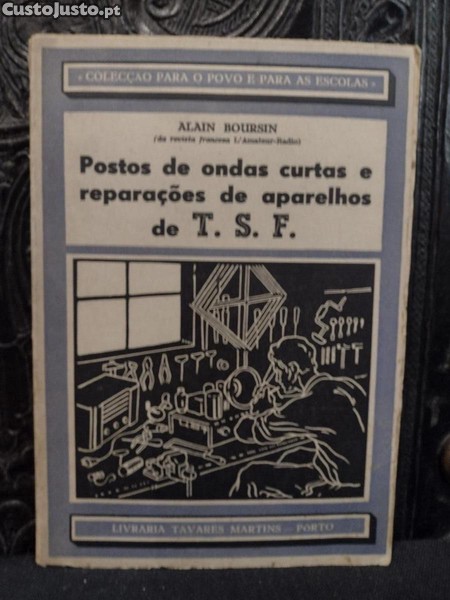 CustoJusto.pt
« COLECÇÃO PARA O POVO E PARA AS ESCOLAS »
ALAIN BOURSIN
(da revista francesa L'Amateur-Radio)
Postos de ondas curtas e
reparações de aparelhos
de T. S. F.
LIVRARIA TAVARES MARTINS — PORTO